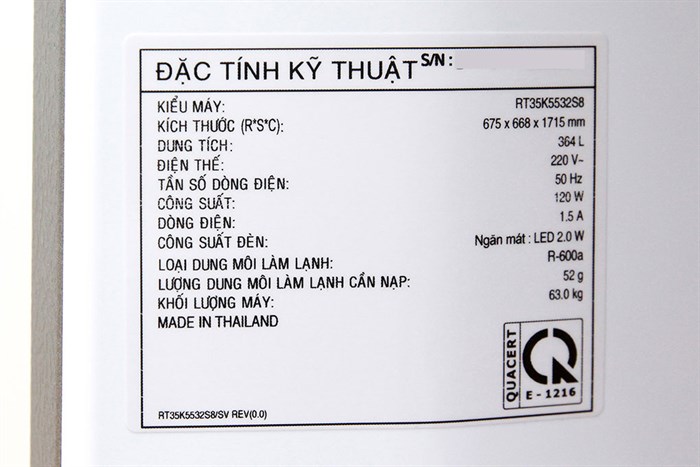 ĐẶC TÍNH KỸ THUẬT S/N :
KIỂU MÁY: RT35K5532S8
KÍCH THƯỚC (R*S*C): 675 x 668 x 1715 mm
DUNG TÍCH: 364 L
ĐIỆN THẾ: 220 V~
TẦN SỐ DÒNG ĐIỆN: 50 Hz
CÔNG SUẤT: 120 W
DÒNG ĐIỆN: 1.5 A
CÔNG SUẤT ĐÈN: Ngăn mát : LED 2.0 W
LOẠI DUNG MÔI LÀM LẠNH: R-600a
LƯỢNG DUNG MÔI LÀM LẠNH CẦN NẠP: 52 g
KHỐI LƯỢNG MÁY: 63.0 kg
MADE IN THAILAND
QUACERT
E - 1216
RT35K5532S8/SV REV(0.0)